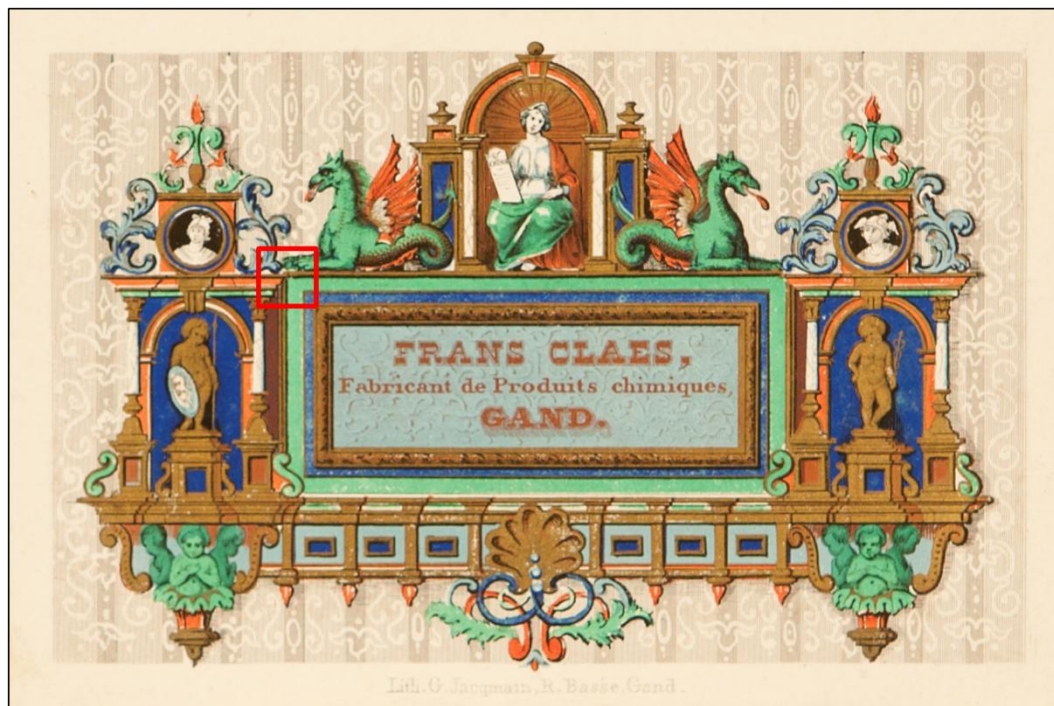 FRANS CLAES,
Fabricant de Produits chimiques,
GAND.
Lith. G. Jacqmain, R. Basse, Gand.